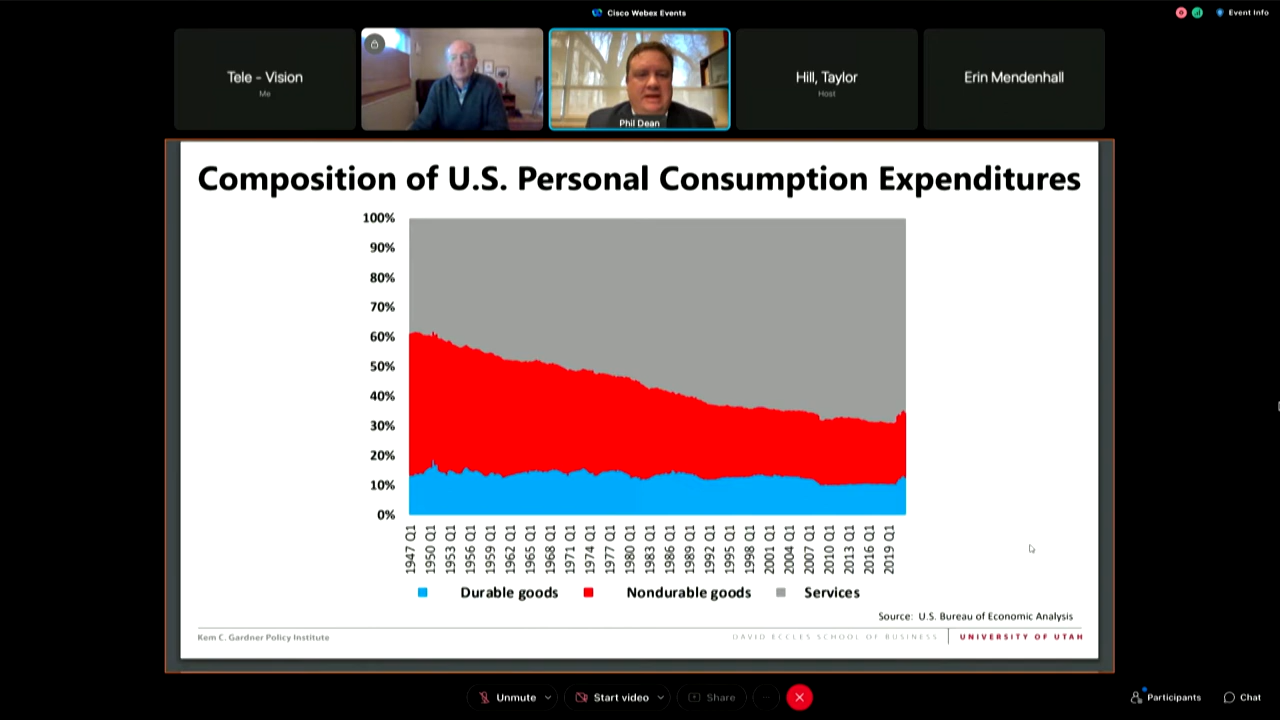 Cisco Webex Events
Event Info
Tele - Vision
Me
Phil Dean
Hill, Taylor
Host
Erin Mendenhall
Composition of U.S. Personal Consumption Expenditures
100%
90%
80%
70%
60%
50%
40%
30%
20%
10%
0%
1947 Q1
1950 Q1
1953 Q1
1956 Q1
1959 Q1
1962 Q1
1965 Q1
1968 Q1
1971 Q1
1974 Q1
1977 Q1
1980 Q1
1983 Q1
1986 Q1
1989 Q1
1992 Q1
1995 Q1
1998 Q1
2001 Q1
2004 Q1
2007 Q1
2010 Q1
2013 Q1
2016 Q1
2019 Q1
Durable goods Nondurable goods Services
Source: U.S. Bureau of Economic Analysis
Kem C. Gardner Policy Institute
DAVID ECCLES SCHOOL OF BUSINESS UNIVERSITY OF UTAH
Unmute Start video Share
Participants Chat